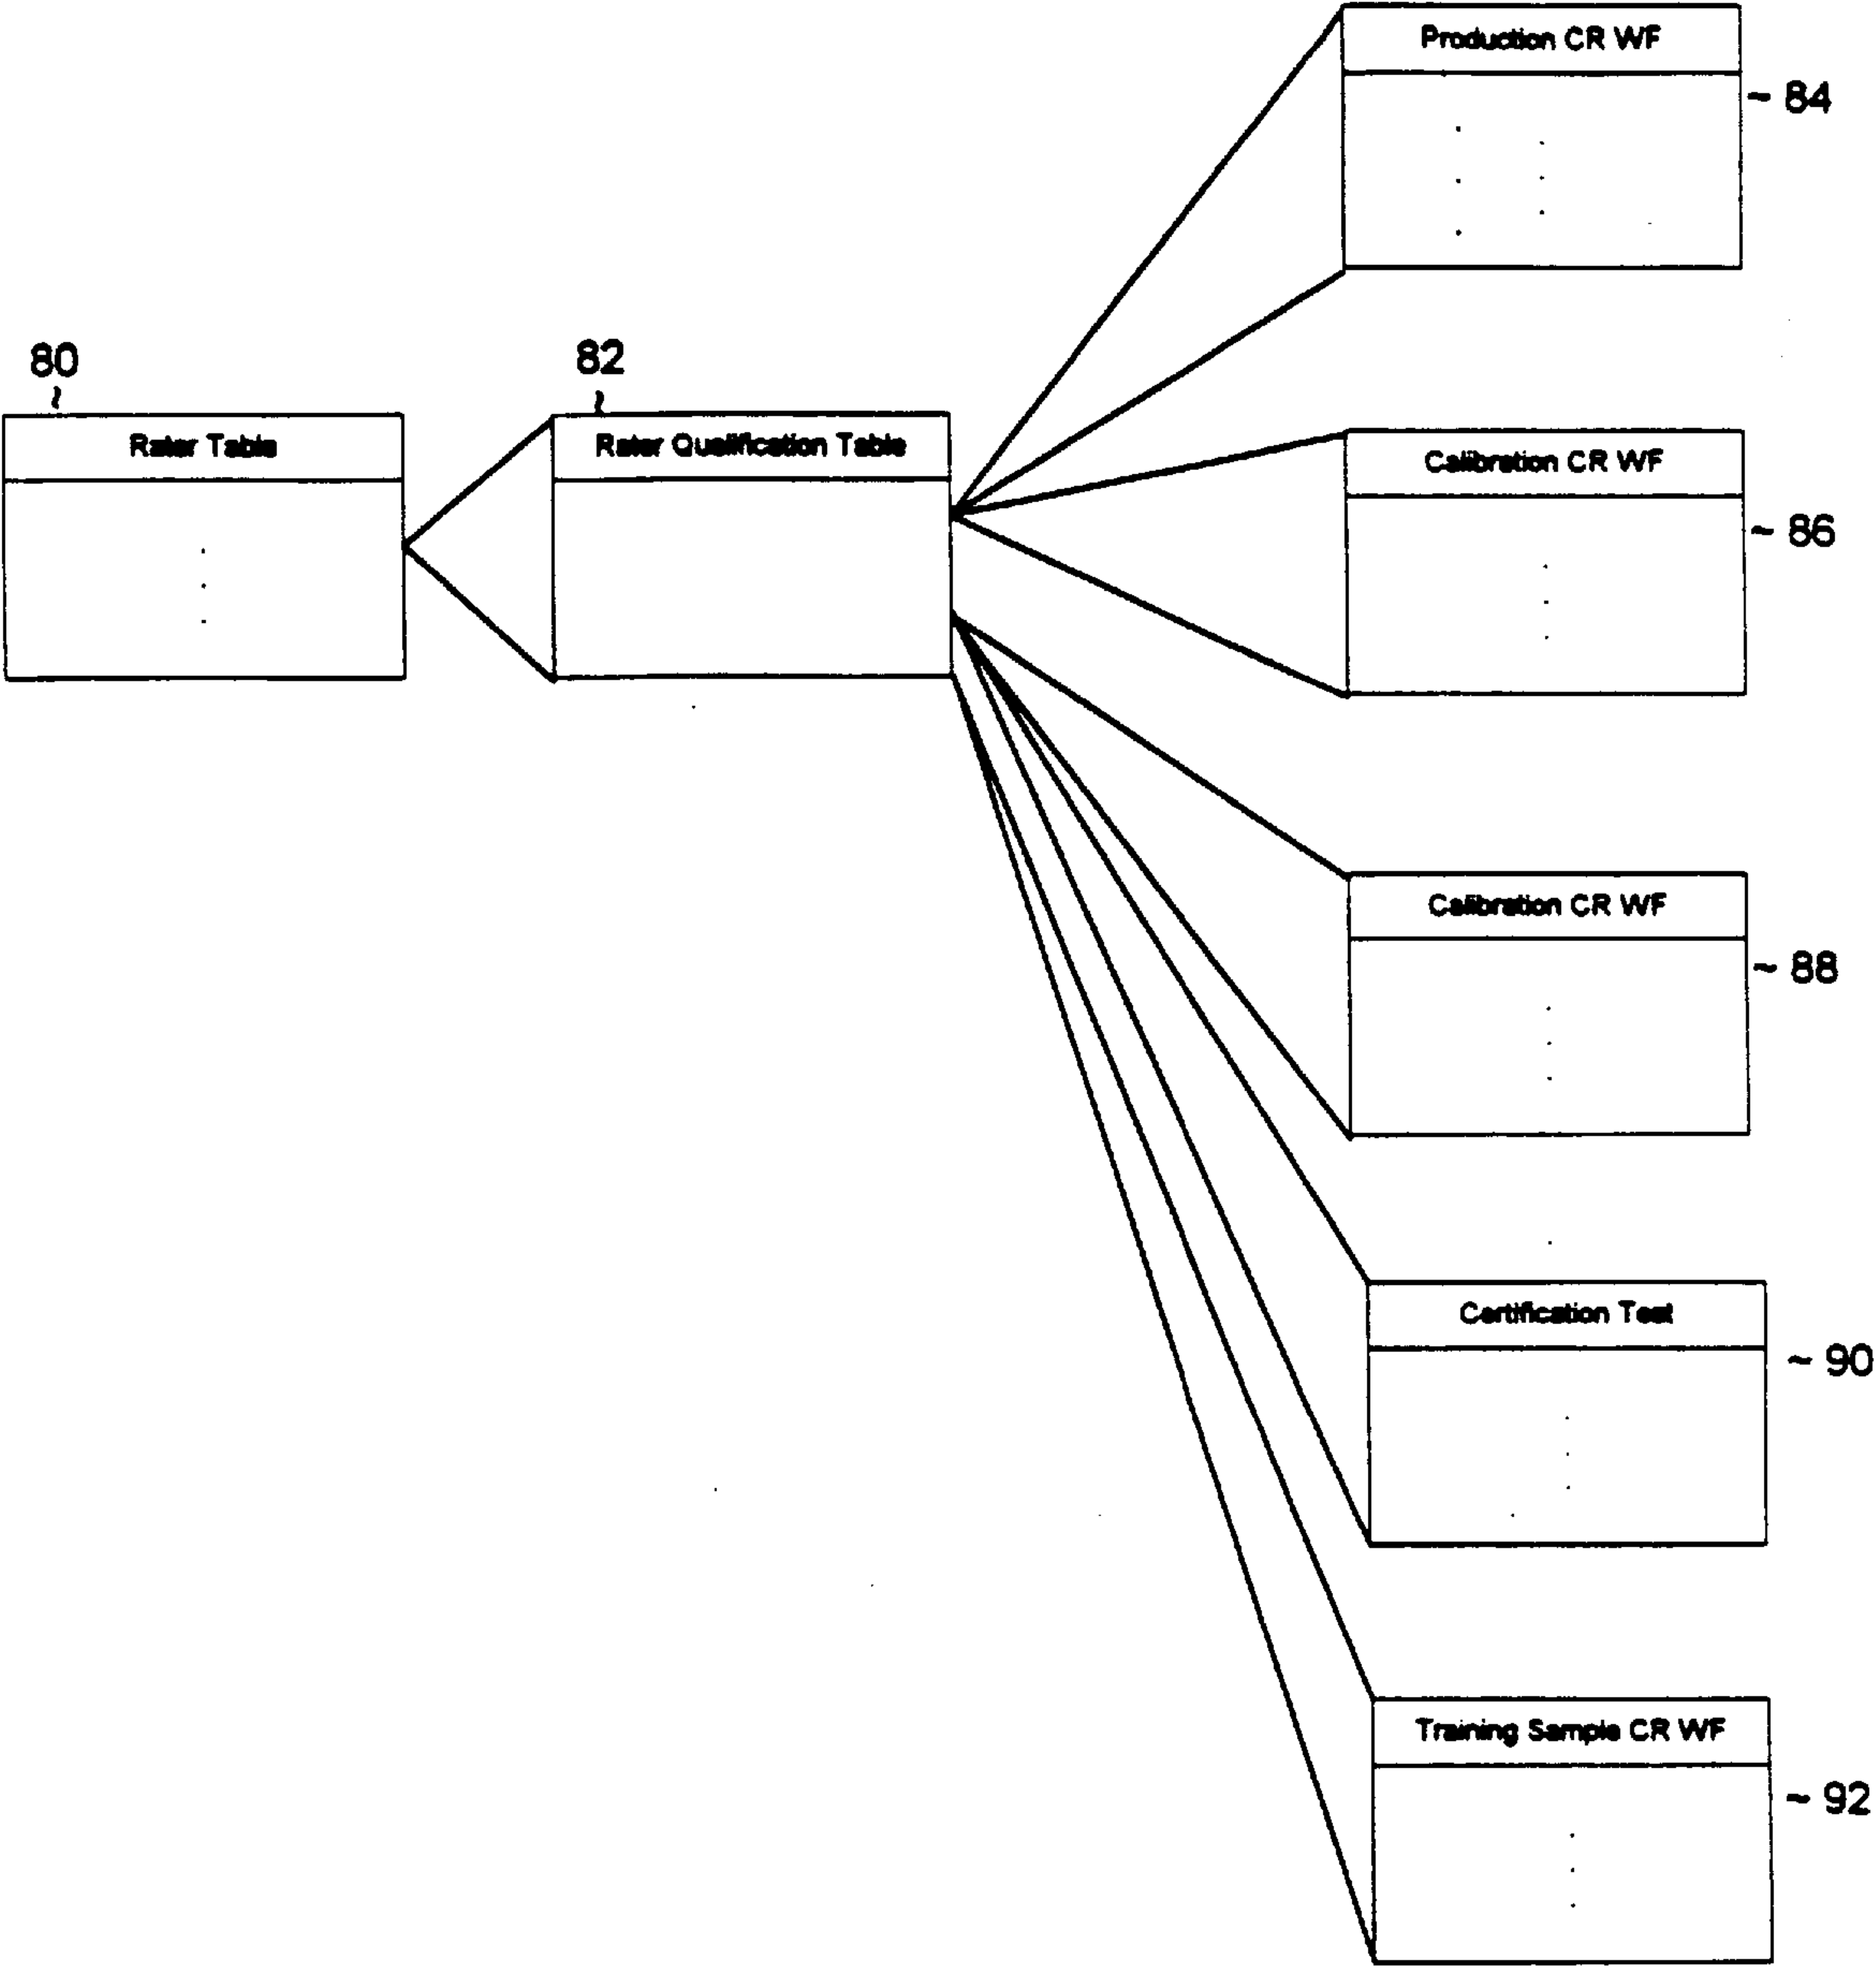 Production CR WF
~ 84
80
82
Rater Table
Rater Qualification Table
Calibration CR WF
~ 86
Calibration CR WF
~ 88
Certification Test
~ 90
Training Sample CR WF
~ 92